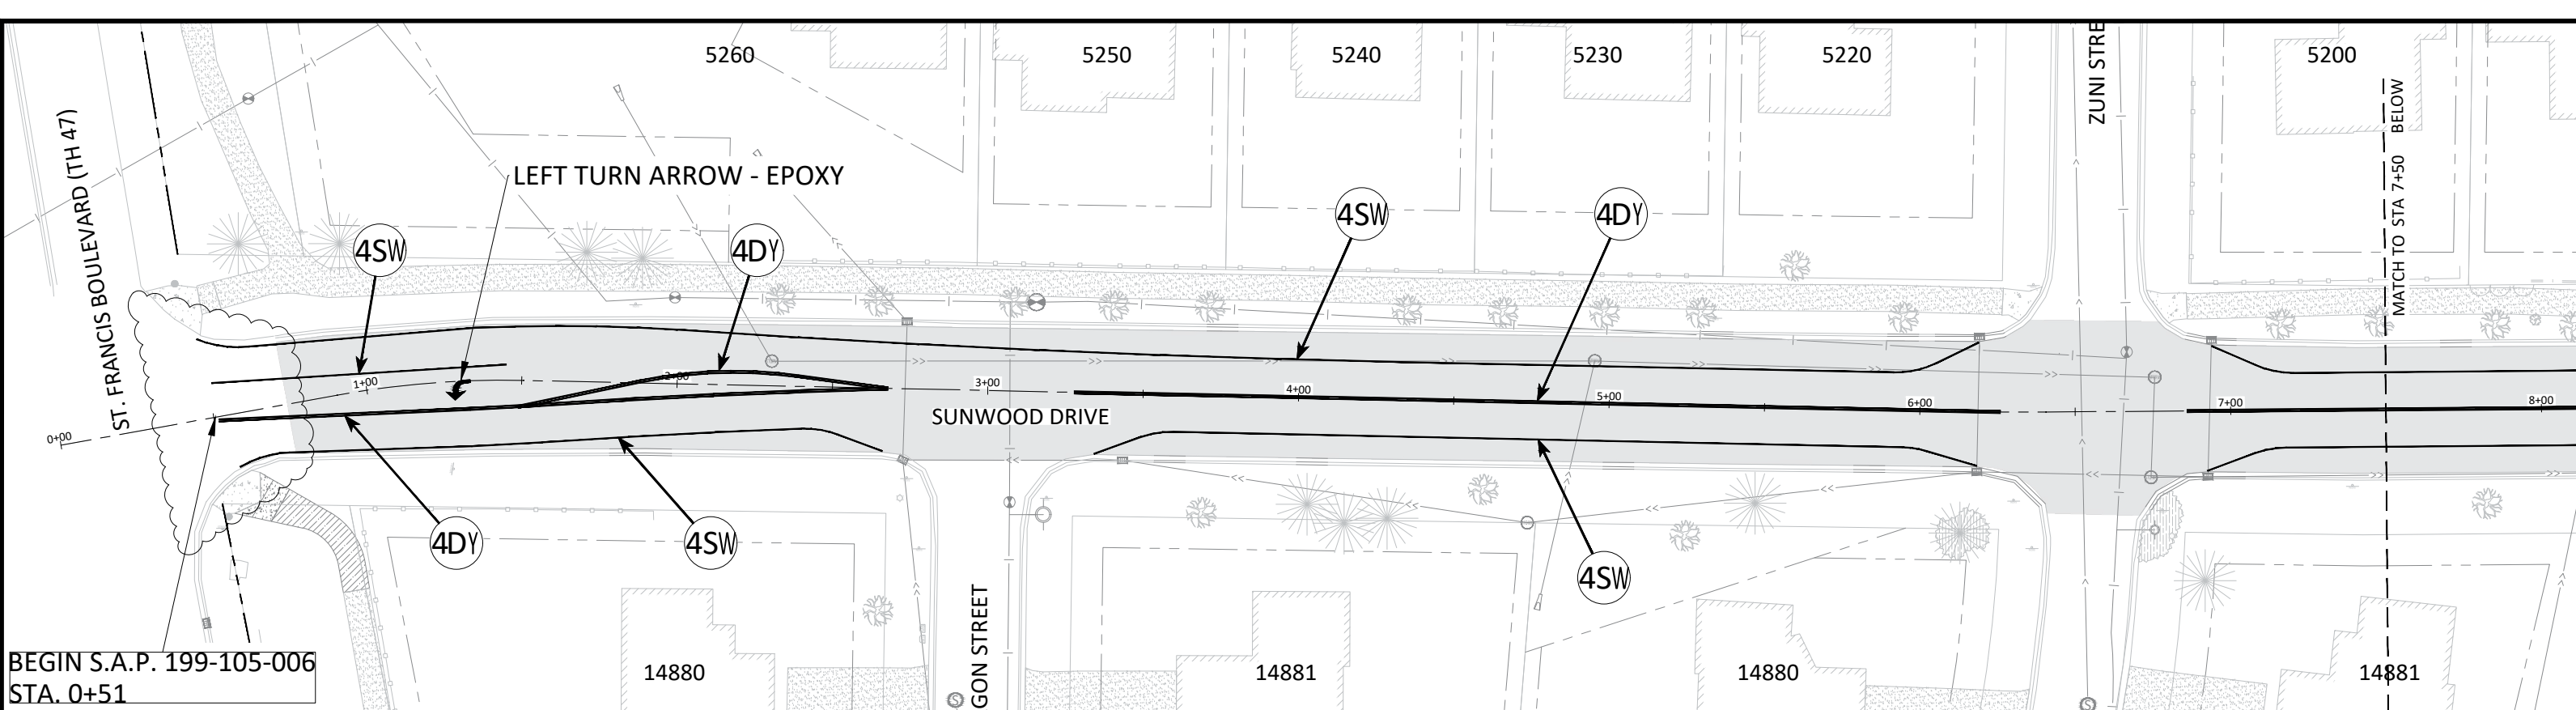 5260
5250
5240
5230
5220
5200
ZUNI STRE
ST. FRANCIS BOULEVARD (TH 47)
MATCH TO STA 7+50 BELOW
LEFT TURN ARROW - EPOXY
4SW
4DY
4SW
4DY
0+00
1+00
2+00
3+00
4+00
5+00
6+00
7+00
8+00
SUNWOOD DRIVE
4DY
4SW
4SW
GON STREET
BEGIN S.A.P. 199-105-006
STA. 0+51
14880
14881
14880
14881
S
S